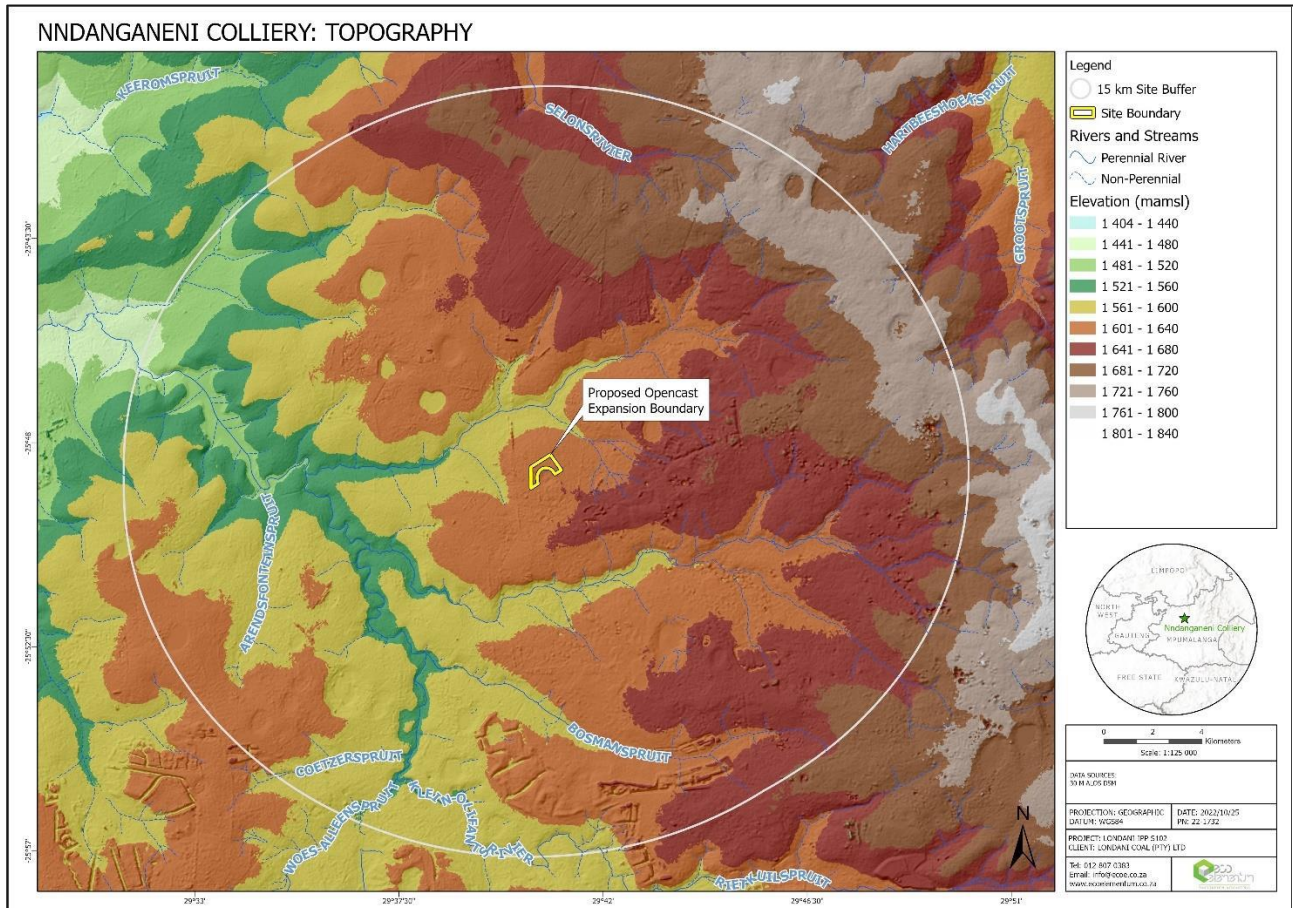 NNDANGANENI COLLIERY: TOPOGRAPHY
KEEROMSPRUIT
SELONSRIVIER
HARTBEESHOEKSPRUIT
GROOTSPRUIT
Proposed Opencast
Expansion Boundary
ARENDSFONTEINSPRUIT
BOSMANSPRUIT
COETZERSPRUIT
WOES-ALLEENSPRUIT
KLEIN-OLIFANTSRIVIER
RIETKUILSPRUIT
-25°43'30"
-25°48'
-25°52'30"
-25°57'
29°33'
29°37'30"
29°42'
29°46'30"
29°51'
Legend
15 km Site Buffer
Site Boundary
Rivers and Streams
Perennial River
Non-Perennial
Elevation (mamsl)
1 404 - 1 440
1 441 - 1 480
1 481 - 1 520
1 521 - 1 560
1 561 - 1 600
1 601 - 1 640
1 641 - 1 680
1 681 - 1 720
1 721 - 1 760
1 761 - 1 800
1 801 - 1 840
LIMPOPO
NORTH
WEST
Nndanganeni Colliery
GAUTENG
MPUMALANGA
FREE STATE
KWAZULU-NATAL
0 2 4
Kilometers
Scale: 1:125 000
DATA SOURCES:
30 M ALOS DSM
PROJECTION: GEOGRAPHIC
DATUM: WGS84
DATE: 2022/10/25
PN: 22-1732
PROJECT: LONDANI IPP S102
CLIENT: LONDANI COAL (PTY) LTD
Tel: 012 807 0383
Email: info@ecoe.co.za
www.ecoelementum.co.za
eco
elementum
N